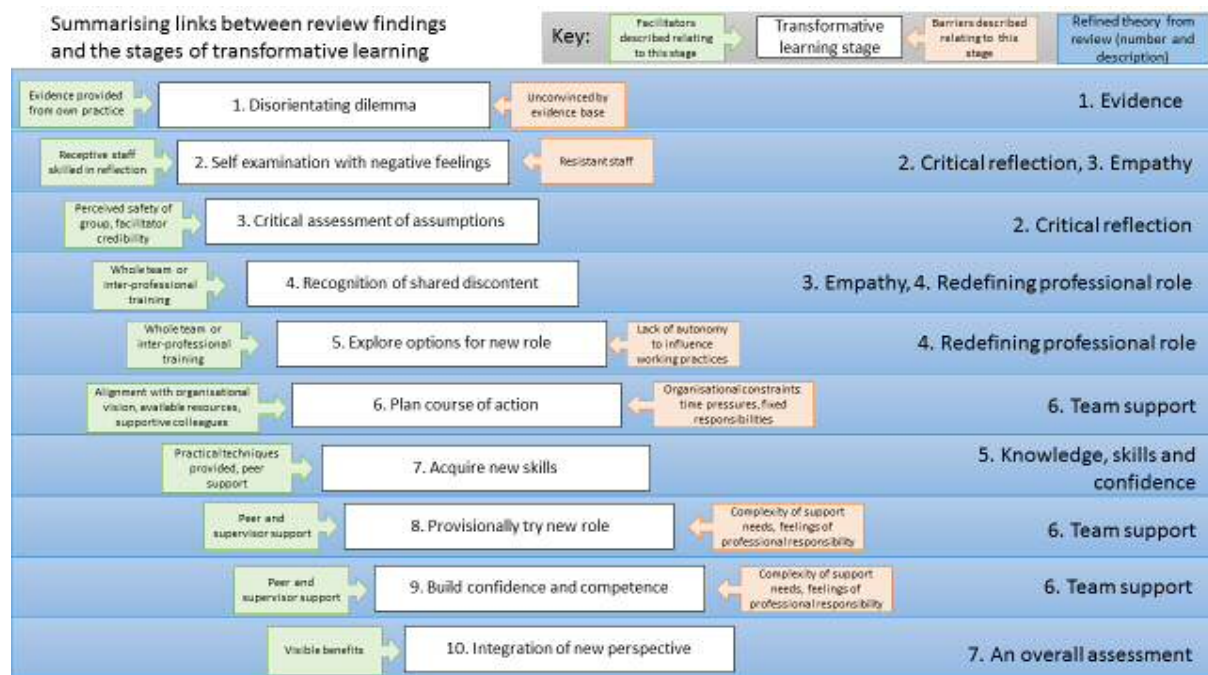 Summarising links between review findings
and the stages of transformative learning
Key:
Facilitators
described relating
to this stage
Transformative
learning stage
Barriers described
relating to this
stage
Refined theory from
review (number and
description)
Evidence provided
from own practice
1. Disorientating dilemma
Unconvinced by
evidence base
1. Evidence
Receptive staff
skilled in reflection
2. Self examination with negative feelings
Resistant staff
2. Critical reflection, 3. Empathy
Perceived safety of
group, facilitator
credibility
3. Critical assessment of assumptions
2. Critical reflection
Whole team or
inter-professional
training
4. Recognition of shared discontent
3. Empathy, 4. Redefining professional role
Whole team or
inter-professional
training
5. Explore options for new role
Lack of autonomy
to influence
working practices
4. Redefining professional role
Alignment with organisational
vision, available resources,
supportive colleagues
6. Plan course of action
Organisational constraints:
time pressures, fixed
responsibilities
6. Team support
Practical techniques
provided, peer
support
7. Acquire new skills
5. Knowledge, skills and
confidence
Peer and
supervisor support
8. Provisionally try new role
Complexity of support
needs, feelings of
professional responsibility
6. Team support
Peer and
supervisor support
9. Build confidence and competence
Complexity of support
needs, feelings of
professional responsibility
6. Team support
Visible benefits
10. Integration of new perspective
7. An overall assessment